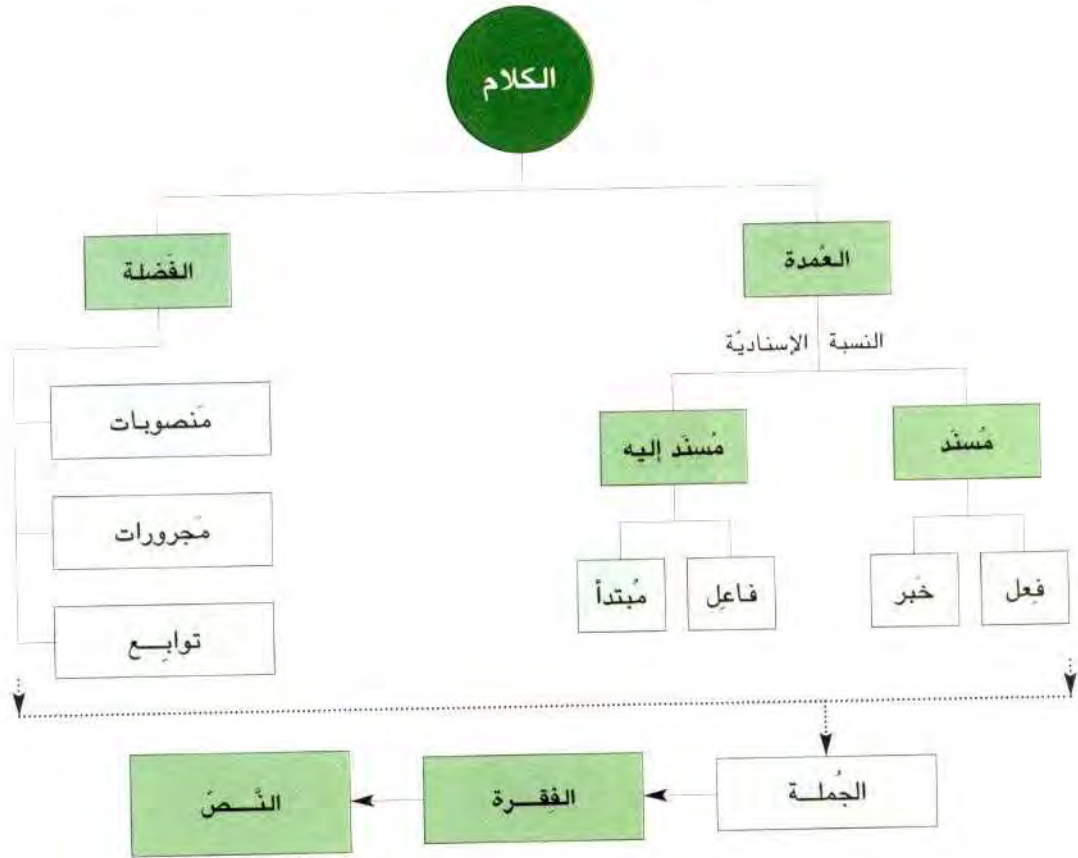 الكلام
العُمدة
الفَضلة
النسبة الإسناديّة
مُسنَد
مُسنَد إليه
فِعل
خَبر
فاعِل
مُبتدأ
مَنصوبات
مَجرورات
توابِـــع
الجُملــة
الفِقــرة
النَّـــصّ